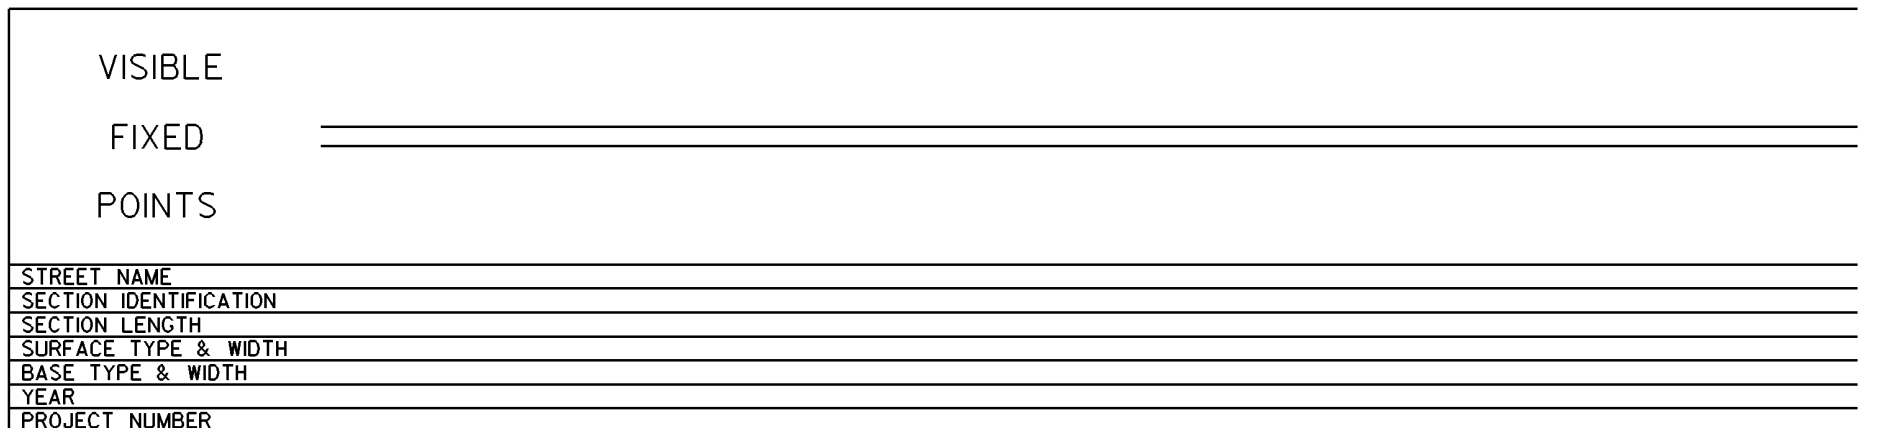 VISIBLE
FIXED
POINTS
STREET NAME
SECTION IDENTIFICATION
SECTION LENGTH
SURFACE TYPE & WIDTH
BASE TYPE & WIDTH
YEAR
PROJECT NUMBER